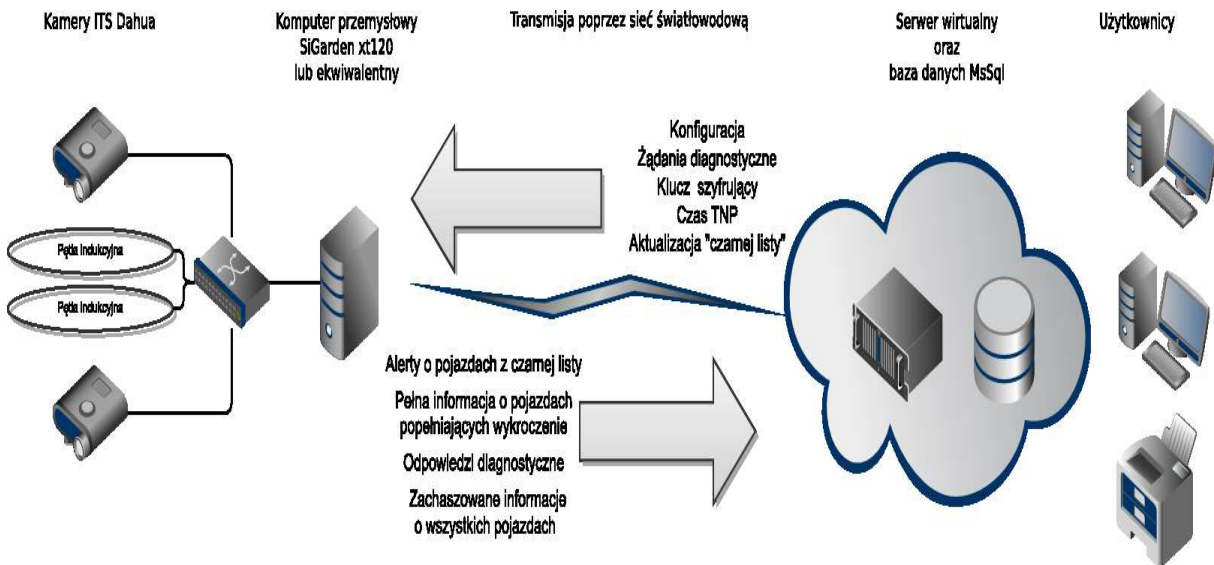 Kamery ITS Dahua
Komputer przemysłowy
SiGarden xt120
lub ekwiwalentny
Transmisja poprzez sieć światłowodową
Serwer wirtualny
oraz
baza danych MsSql
Użytkownicy
Konfiguracja
Żądania diagnostyczne
Klucz szyfrujący
Czas TNP
Aktualizacja "czarnej listy"
Pętla Indukcyjna
Pętla Indukcyjna
Alerty o pojazdach z czarnej listy
Pełna informacja o pojazdach
popełniających wykroczenie
Odpowiedzi diagnostyczne
Zachaszowane informacje
o wszystkich pojazdach